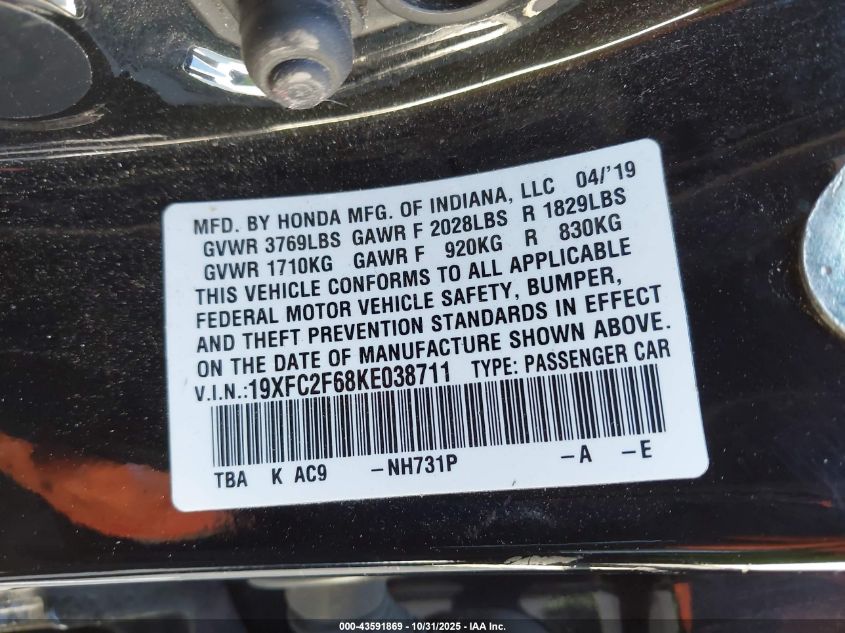 MFD. BY HONDA MFG. OF INDIANA, LLC 04/'19
GVWR 3769LBS GAWR F 2028LBS R 1829LBS
GVWR 1710KG GAWR F 920KG R 830KG
THIS VEHICLE CONFORMS TO ALL APPLICABLE
FEDERAL MOTOR VEHICLE SAFETY, BUMPER,
AND THEFT PREVENTION STANDARDS IN EFFECT
ON THE DATE OF MANUFACTURE SHOWN ABOVE.
V.I.N.:19XFC2F68KE038711 TYPE: PASSENGER CAR
TBA K AC9 -NH731P -A -E
000-43591869 - 10/31/2025 - IAA Inc.